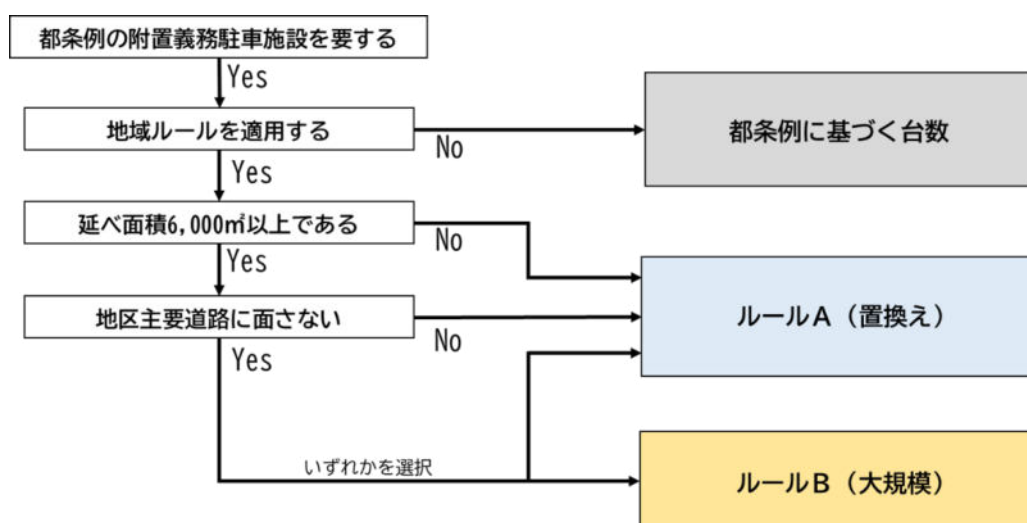 都条例の附置義務駐車施設を要する
Yes
地域ルールを適用する
No
都条例に基づく台数
Yes
延べ面積6,000㎡以上である
No
Yes
ルールA（置換え）
地区主要道路に面さない
No
Yes
いずれかを選択
ルールB（大規模）